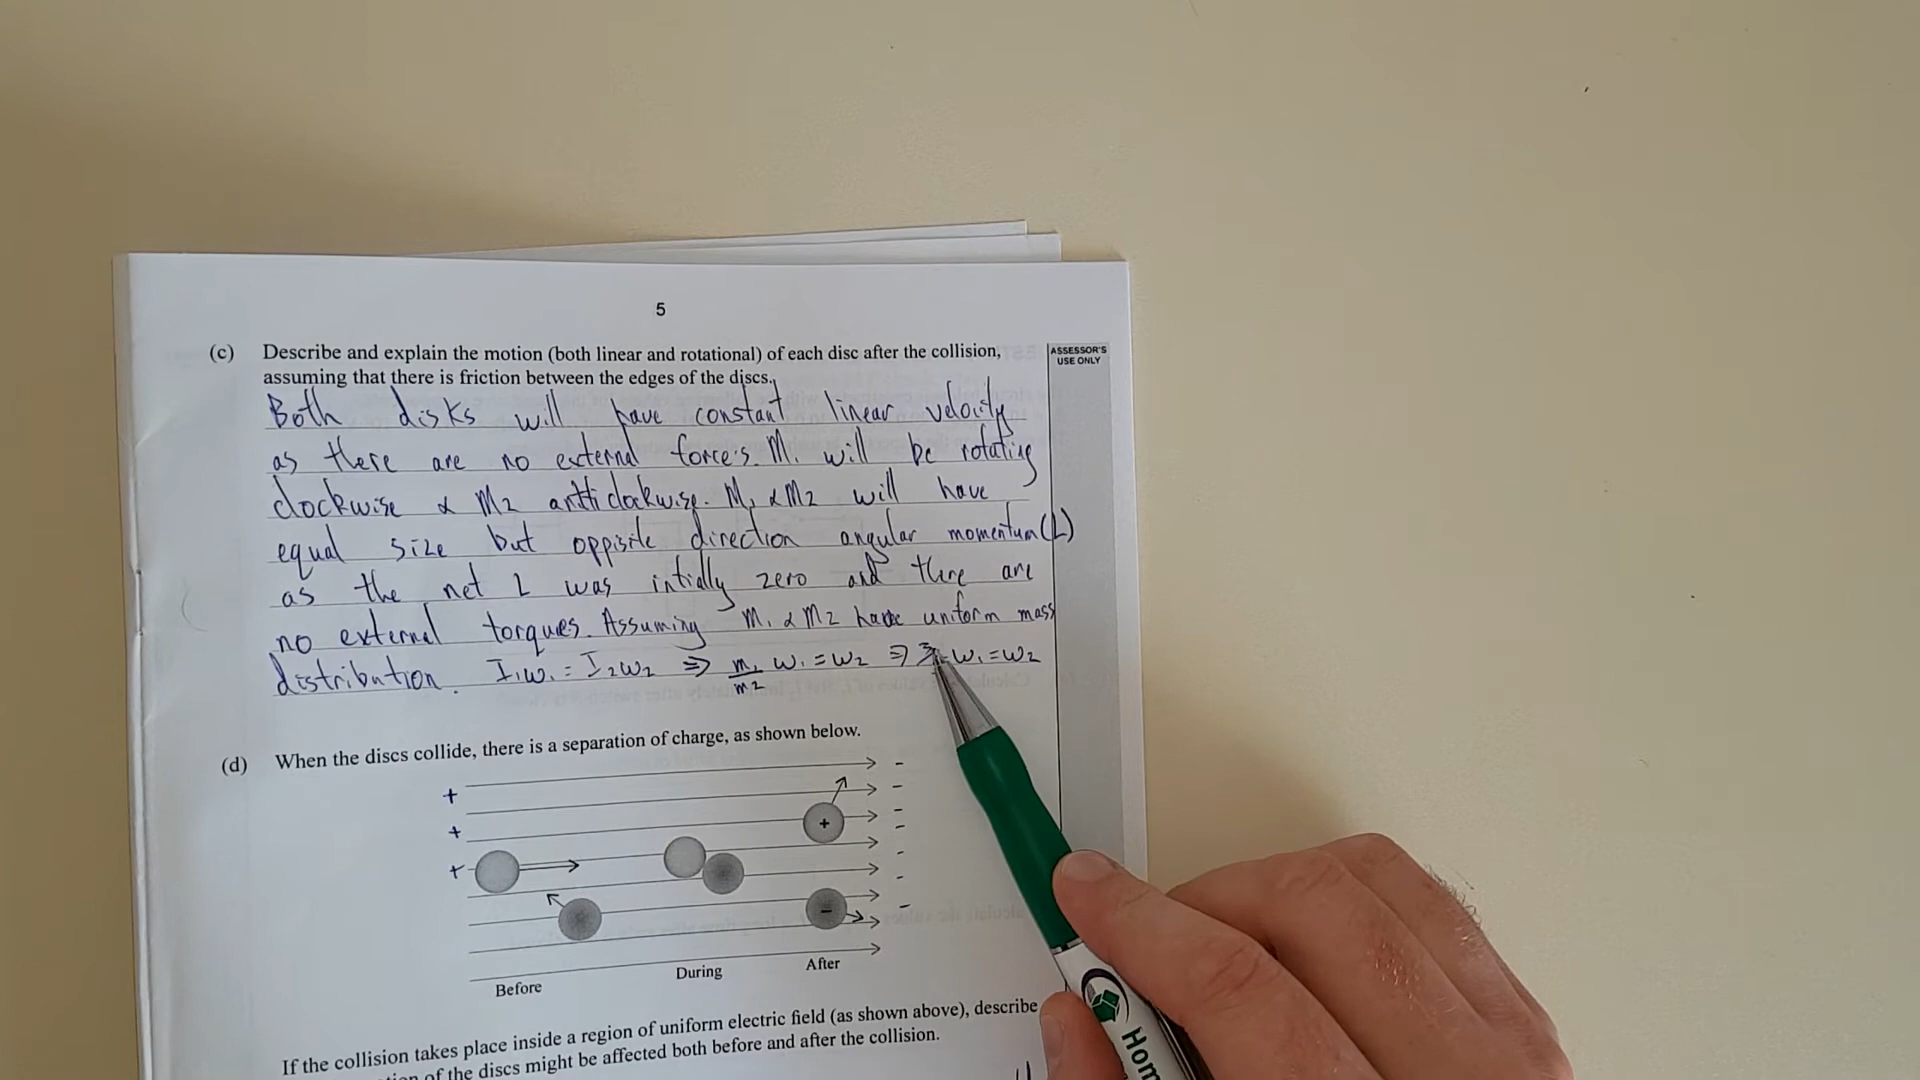 5
(c) Describe and explain the motion (both linear and rotational) of each disc after the collision,
assuming that there is friction between the edges of the discs.
ASSESSOR'S
USE ONLY
Both disks will have constant linear velocity
as there are no external forces. M₁ will be rotating
clockwise & M2 anticlockwise. M₁ & M2 will have
equal size but oppisite direction angular momentum (L)
as the net L was intially zero and there are
no external torques. Assuming M₁ & M2 have uniform mass
distribution. I₁ω₁ = I₂ω₂ ⇒ m₁/m2 ω₁ = ω₂ ⇒ ω₁ = ω₂
(d) When the discs collide, there is a separation of charge, as shown below.
+ -
+ -
+ -
+
-
Before
During
After
If the collision takes place inside a region of uniform electric field (as shown above), describe
of the discs might be affected both before and after the collision.
Hom